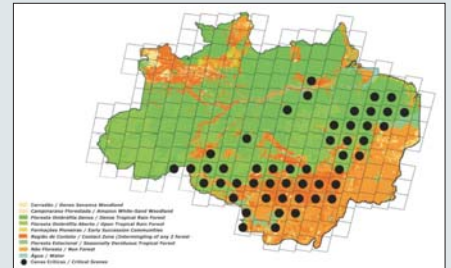 Cerradão / Dense Savanna Woodland
Campinarana Florestada / Amazon White-Sand Woodland
Floresta Ombrófila Densa / Dense Tropical Rain Forest
Floresta Ombrófila Aberta / Open Tropical Rain Forest
Formações Pioneiras / Early Succession Communities
Região de Contato / Contact Zone (Intermingling of any 2 forest
Floresta Estacional / Seasonally Deciduous Tropical Forest
Não Floresta / Non Forest
Água / Water
Cenas Críticas / Critical Scenes